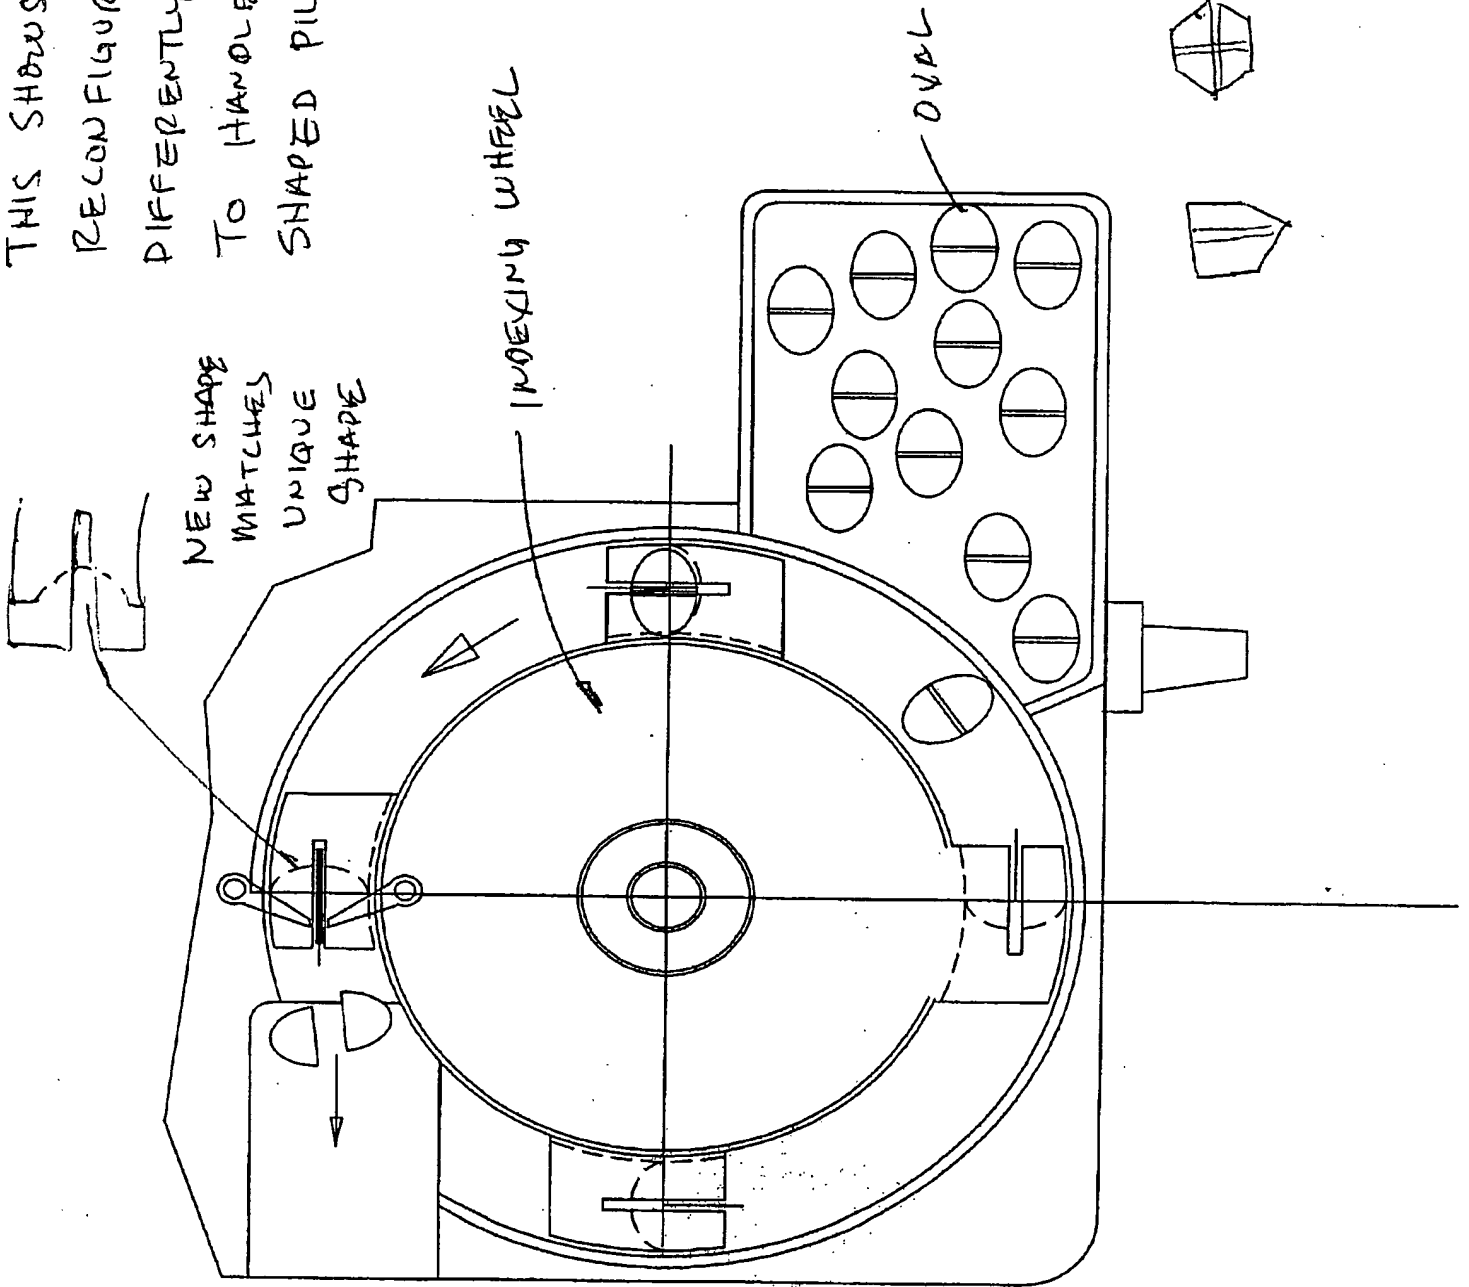 THIS SHOWS
RECONFIGUR
DIFFERENTLY
TO HANDLE
SHAPED PIL
NEW SHAPE
MATCHES
UNIQUE
SHAPE
INDEXING WHEEL
OVAL